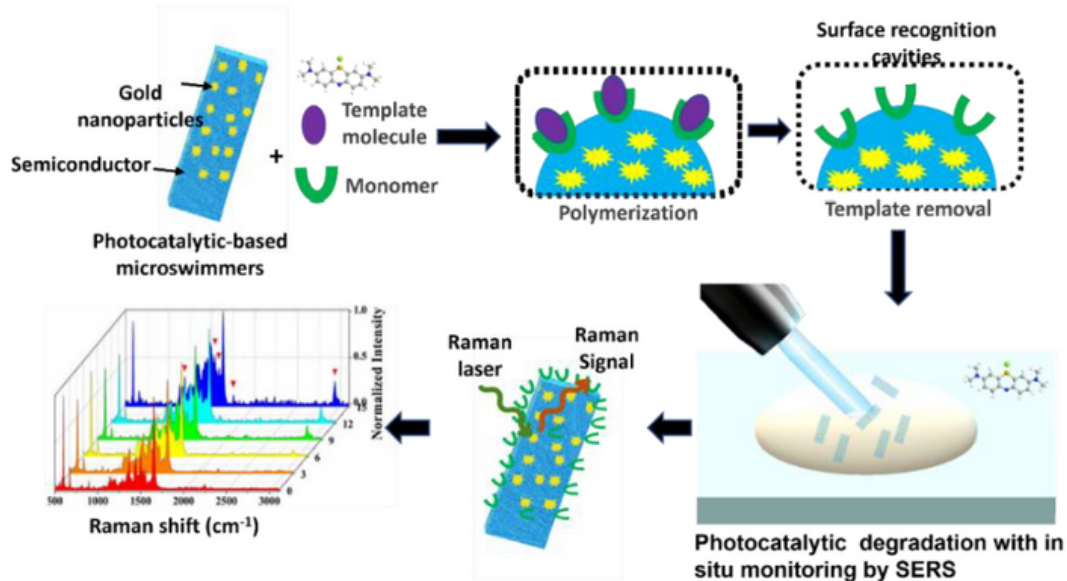 Gold
nanoparticles
Semiconductor
+
Template
molecule
Monomer
Photocatalytic-based
microswimmers
Polymerization
Surface recognition
cavities
Template removal
Photocatalytic degradation with in
situ monitoring by SERS
Raman
laser
Raman
Signal
1.0
0.5
0.0
Normalized Intensity
15
12
9
6
3
0
500 1000 1500 2000 2500 3000
Raman shift (cm⁻¹)